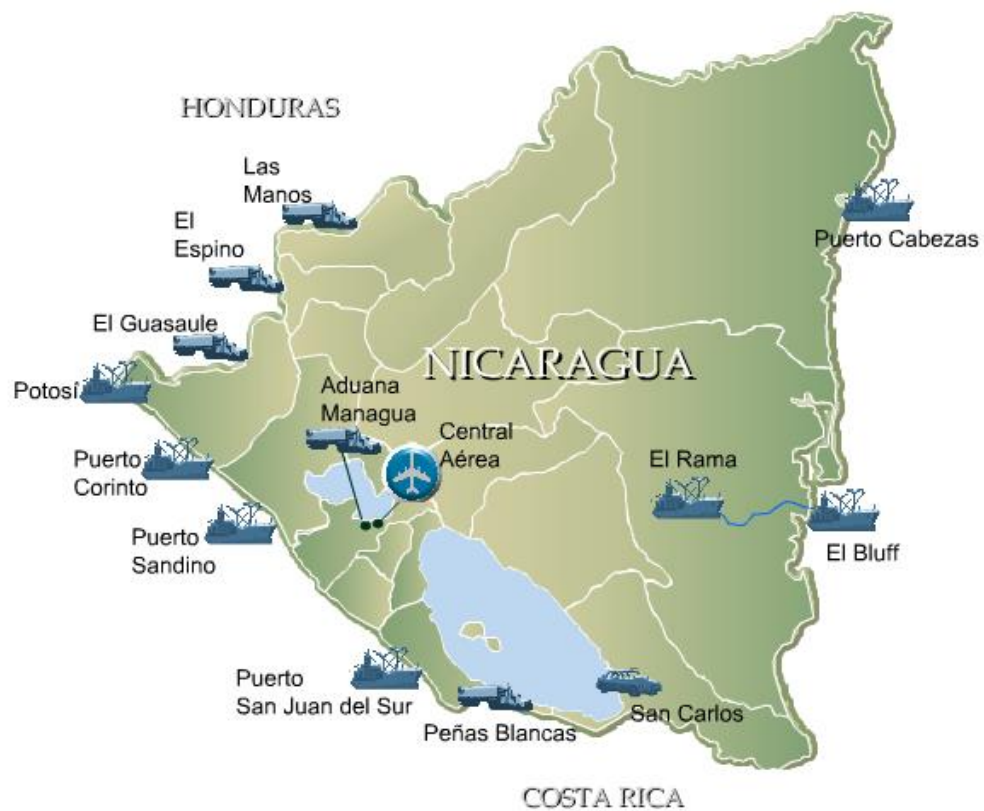 HONDURAS
Las
Manos
El
Espino
Puerto Cabezas
El Guasaule
NICARAGUA
Potosí
Aduana
Managua
Central
Aérea
Puerto
Corinto
El Rama
Puerto
Sandino
El Bluff
Puerto
San Juan del Sur
San Carlos
Peñas Blancas
COSTA RICA